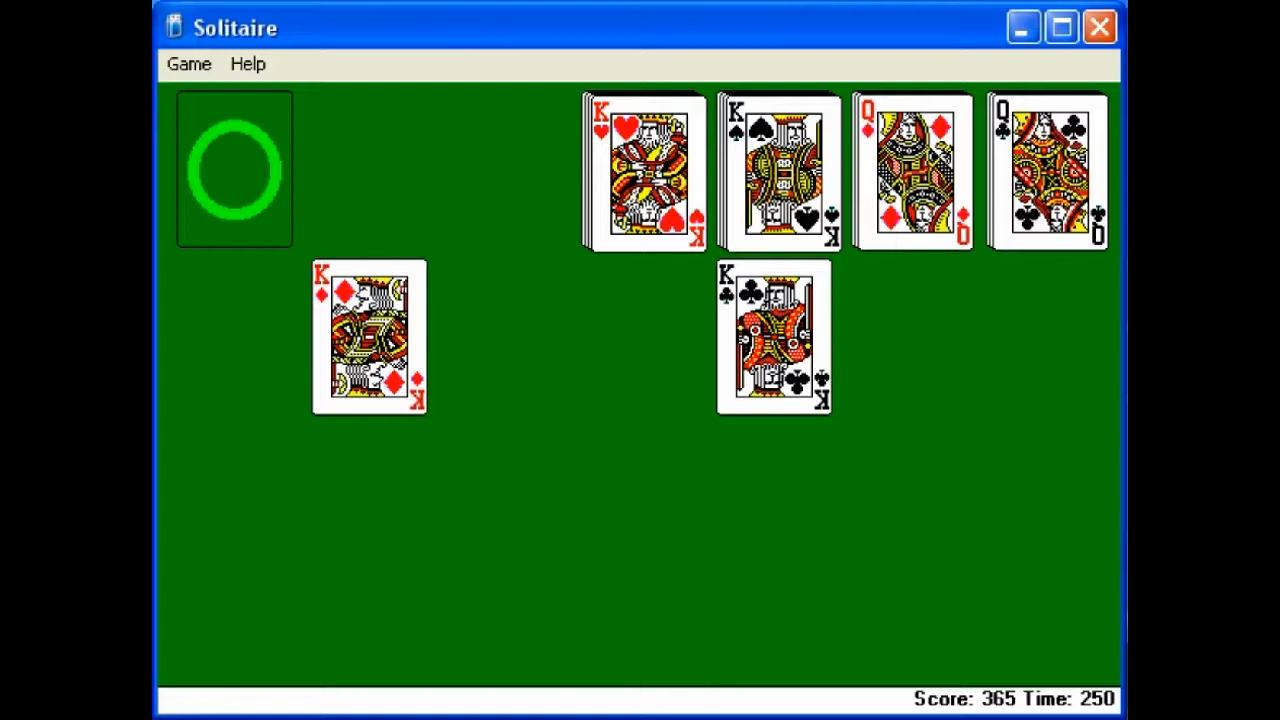 Solitaire
Game Help
K K Q Q
K K Q Q
K K
K K
Score: 365 Time: 250